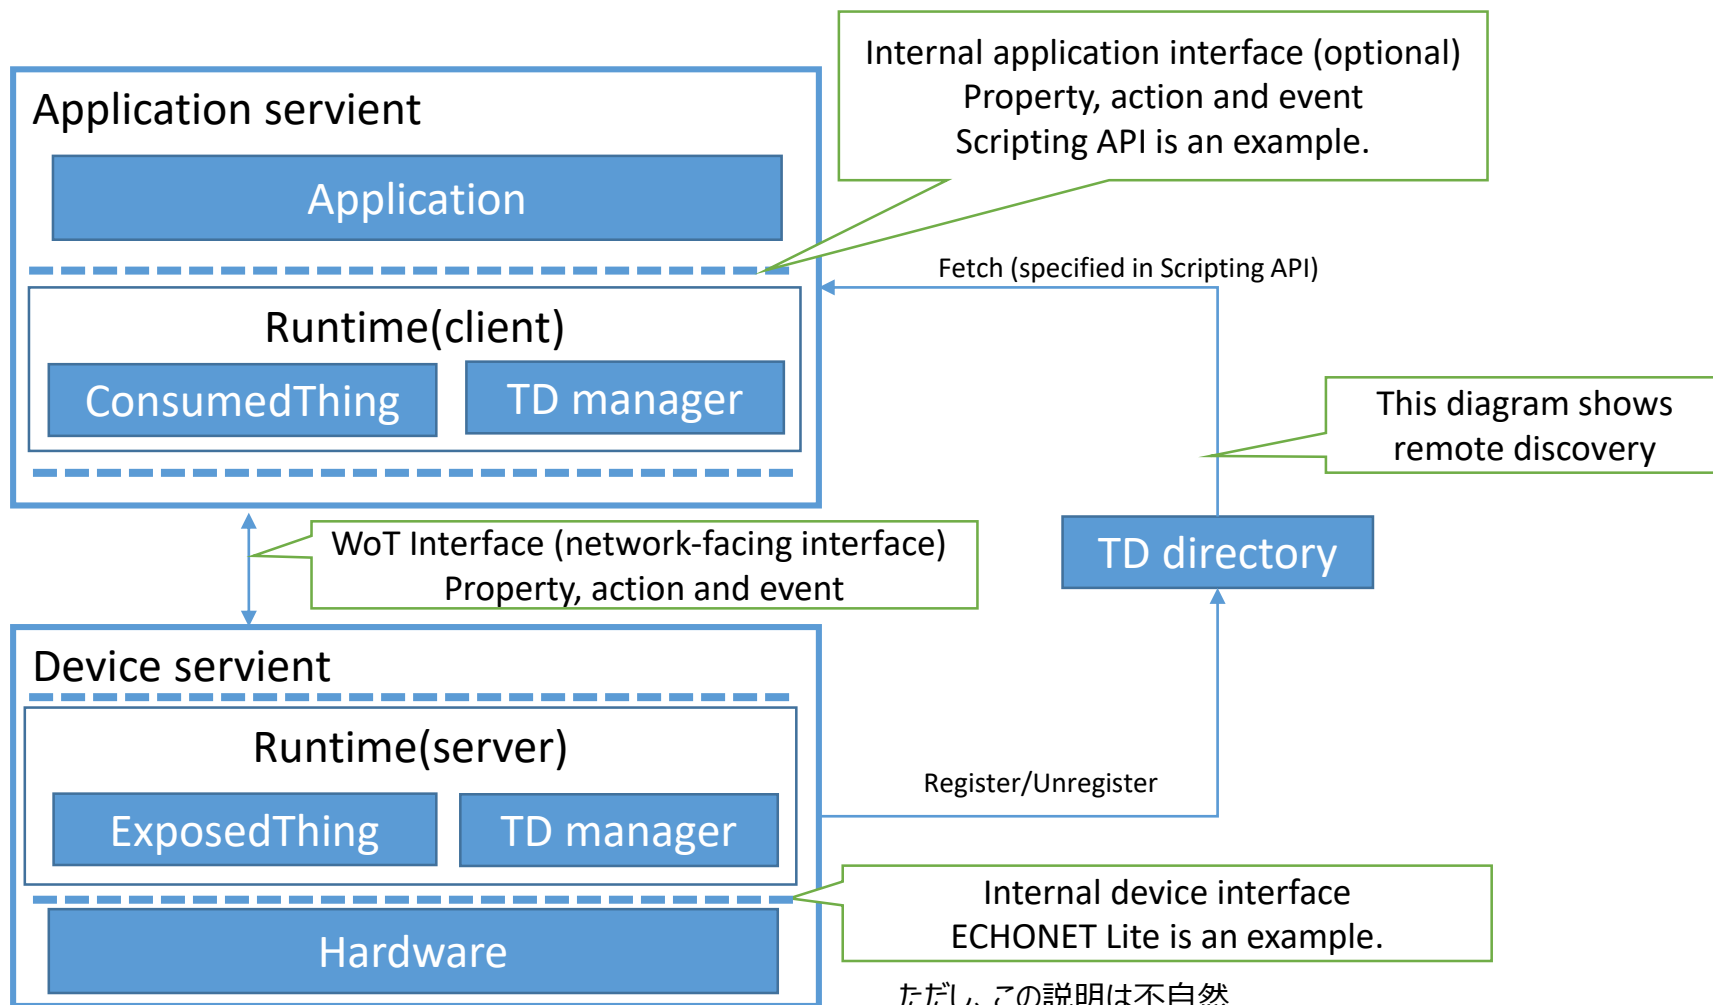 Internal application interface (optional)
Property, action and event
Scripting API is an example.
Application servient
Application
Fetch (specified in Scripting API)
Runtime(client)
ConsumedThing
TD manager
This diagram shows
remote discovery
WoT Interface (network-facing interface)
Property, action and event
TD directory
Device servient
Runtime(server)
Register/Unregister
ExposedThing
TD manager
Internal device interface
ECHONET Lite is an example.
Hardware
ただし、この説明は不自然